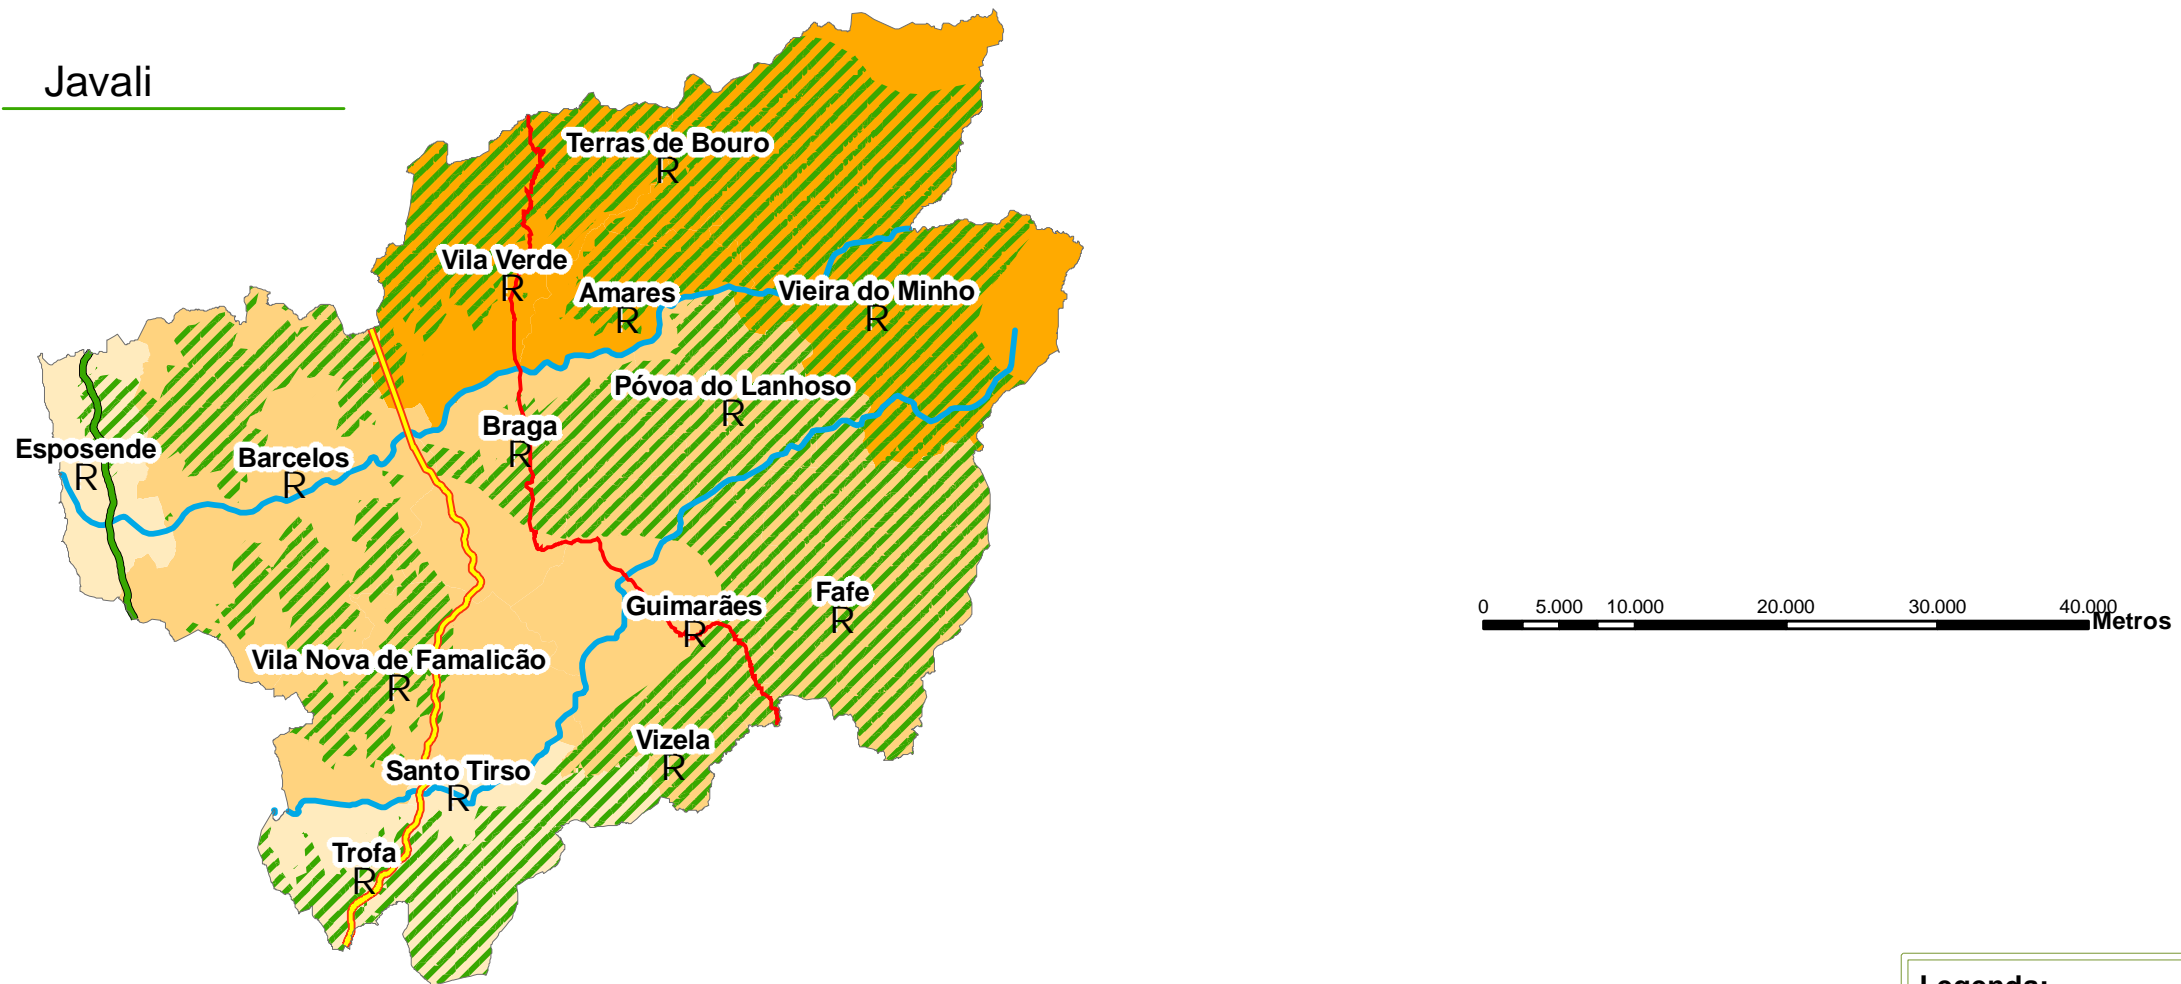 Javali
Terras de Bouro
R
Vila Verde
R
Amares
R
Vieira do Minho
R
Póvoa do Lanhoso
R
Braga
R
Esposende
R
Barcelos
R
Fafe
R
Guimarães
R
Vila Nova de Famalicão
R
Vizela
R
Santo Tirso
R
Trofa
R
0 5.000 10.000 20.000 30.000 40.000
Metros
Legenda: